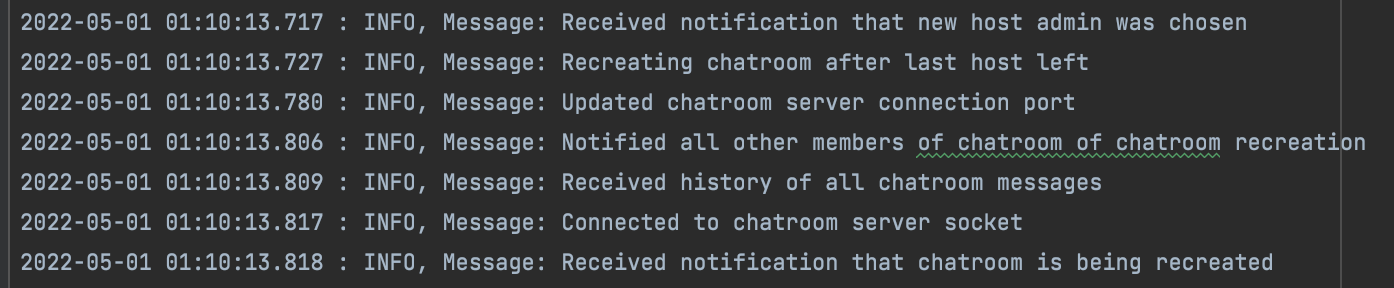 2022-05-01 01:10:13.717 : INFO, Message: Received notification that new host admin was chosen
2022-05-01 01:10:13.727 : INFO, Message: Recreating chatroom after last host left
2022-05-01 01:10:13.780 : INFO, Message: Updated chatroom server connection port
2022-05-01 01:10:13.806 : INFO, Message: Notified all other members of chatroom of chatroom recreation
2022-05-01 01:10:13.809 : INFO, Message: Received history of all chatroom messages
2022-05-01 01:10:13.817 : INFO, Message: Connected to chatroom server socket
2022-05-01 01:10:13.818 : INFO, Message: Received notification that chatroom is being recreated